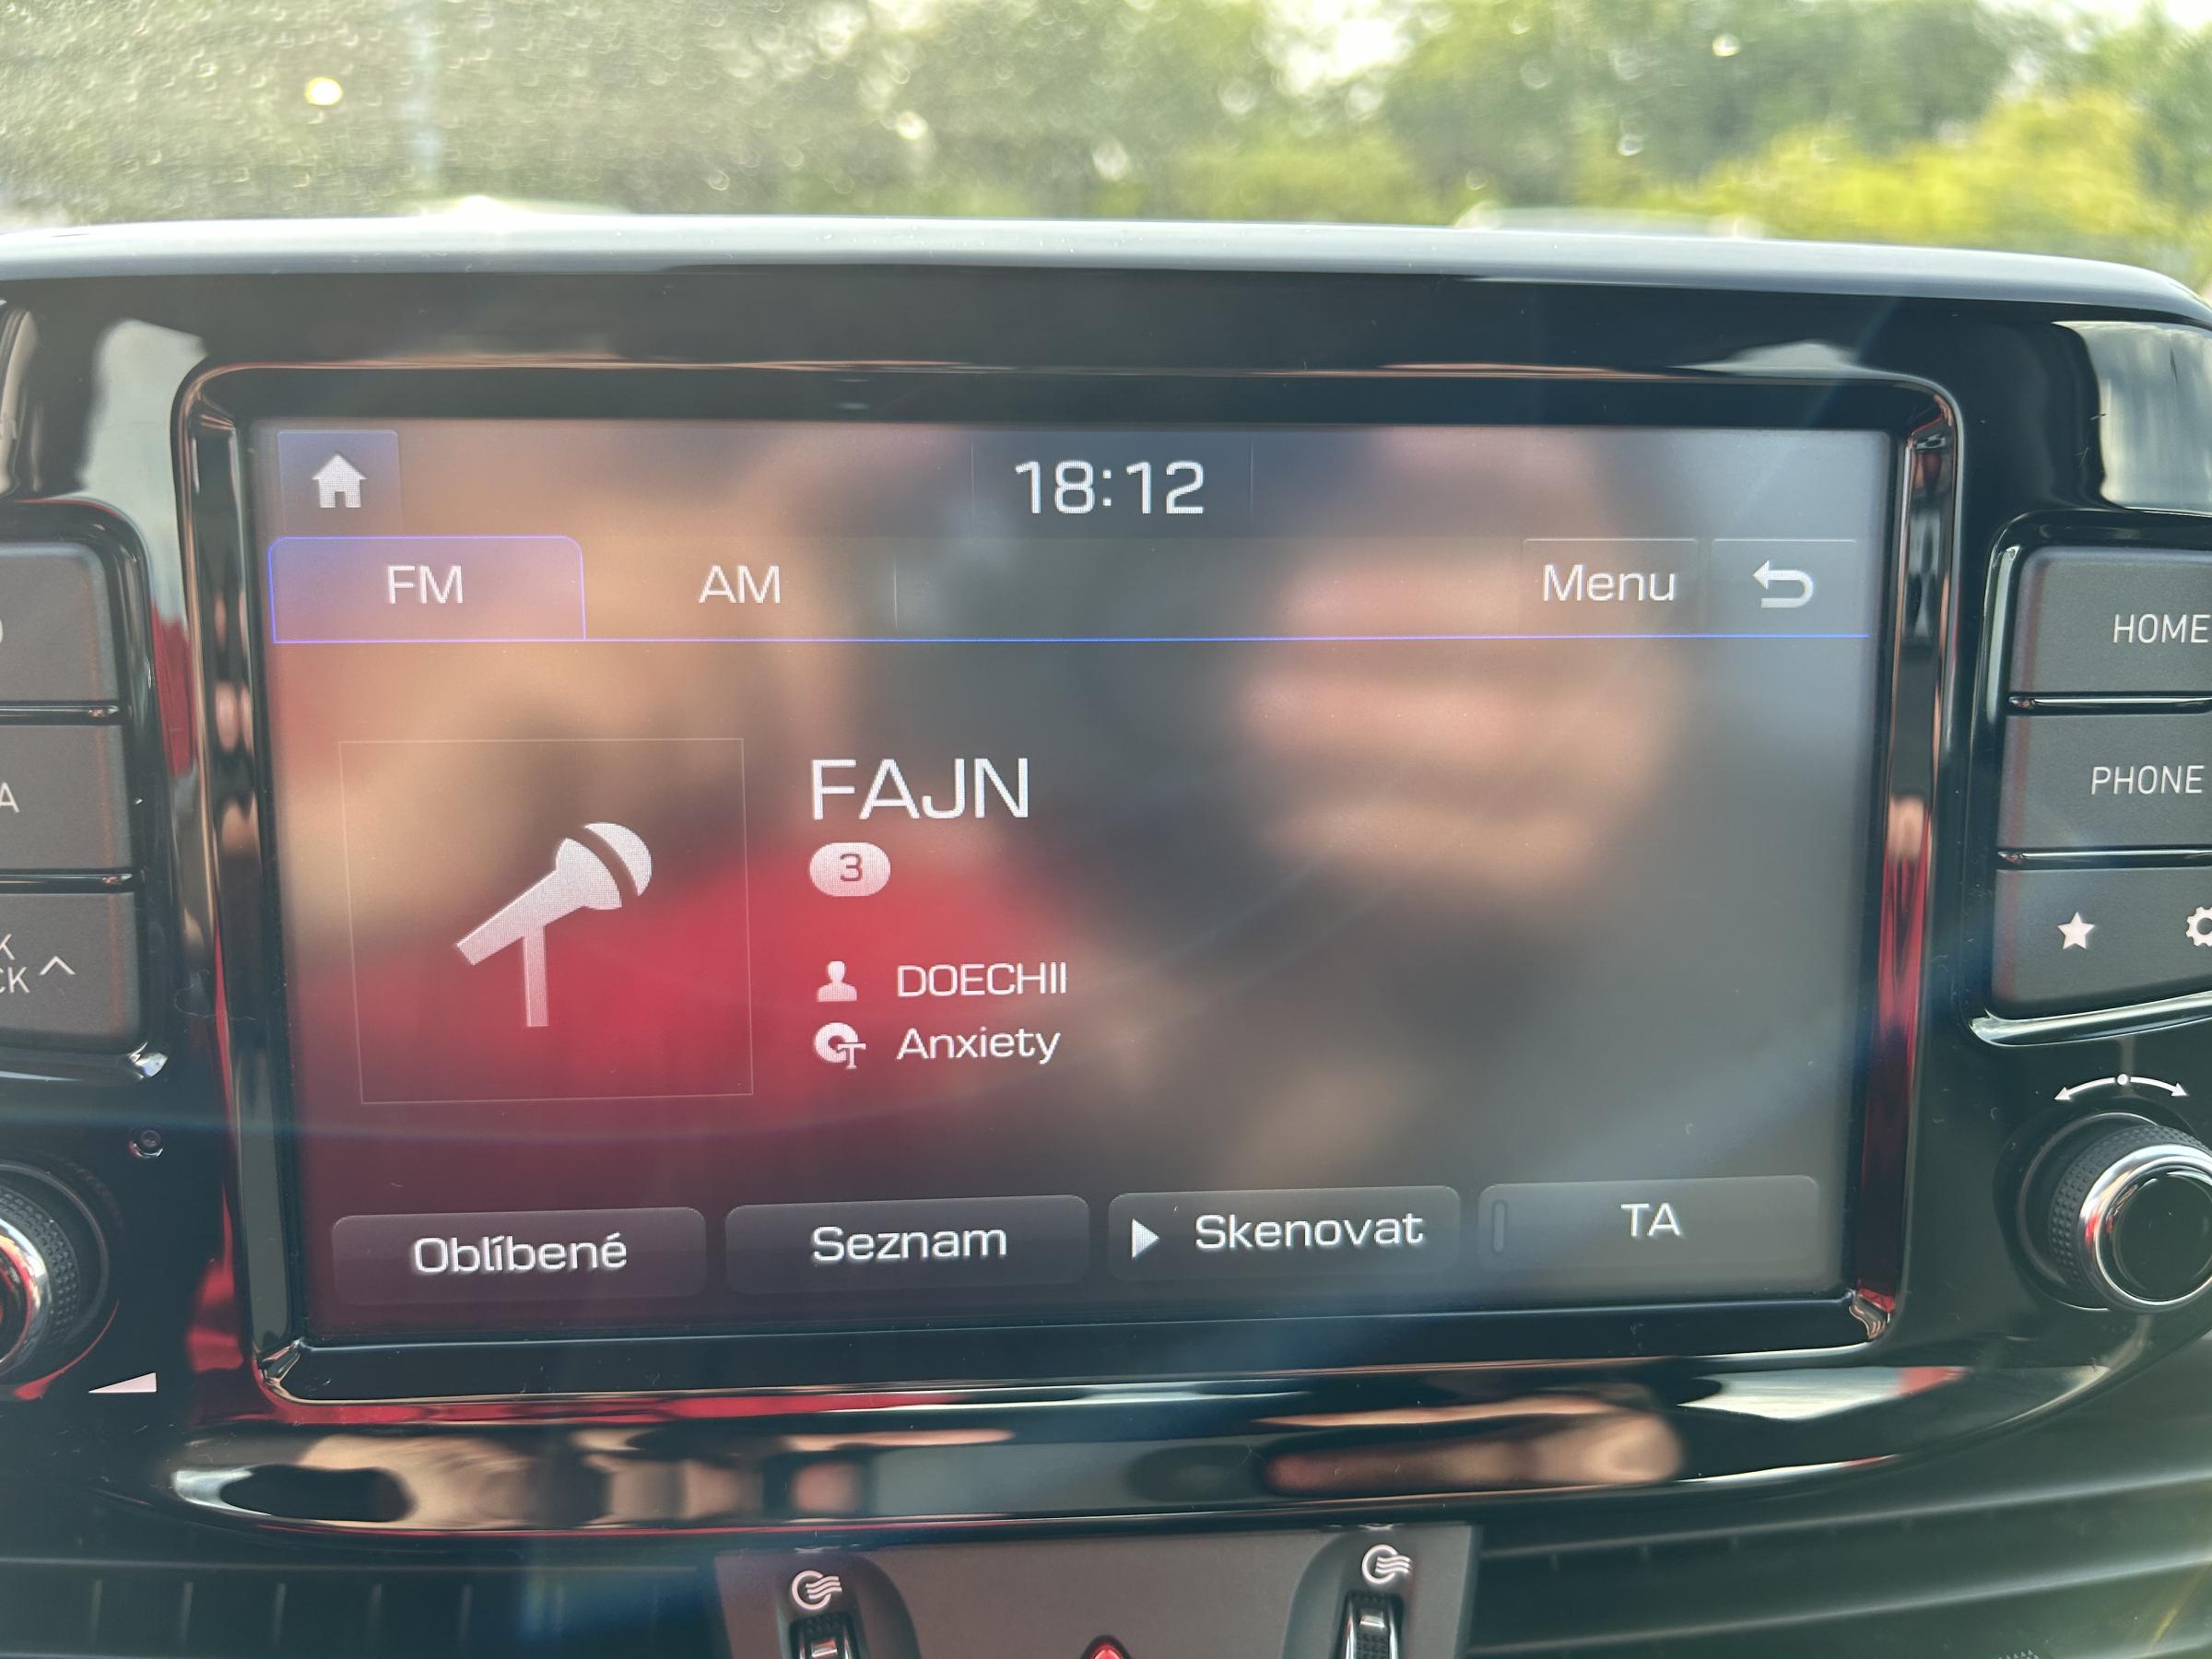 18:12
FM AM Menu
HOME
FAJN
PHONE
3
DOECHII
Anxiety
Oblíbené Seznam Skenovat TA